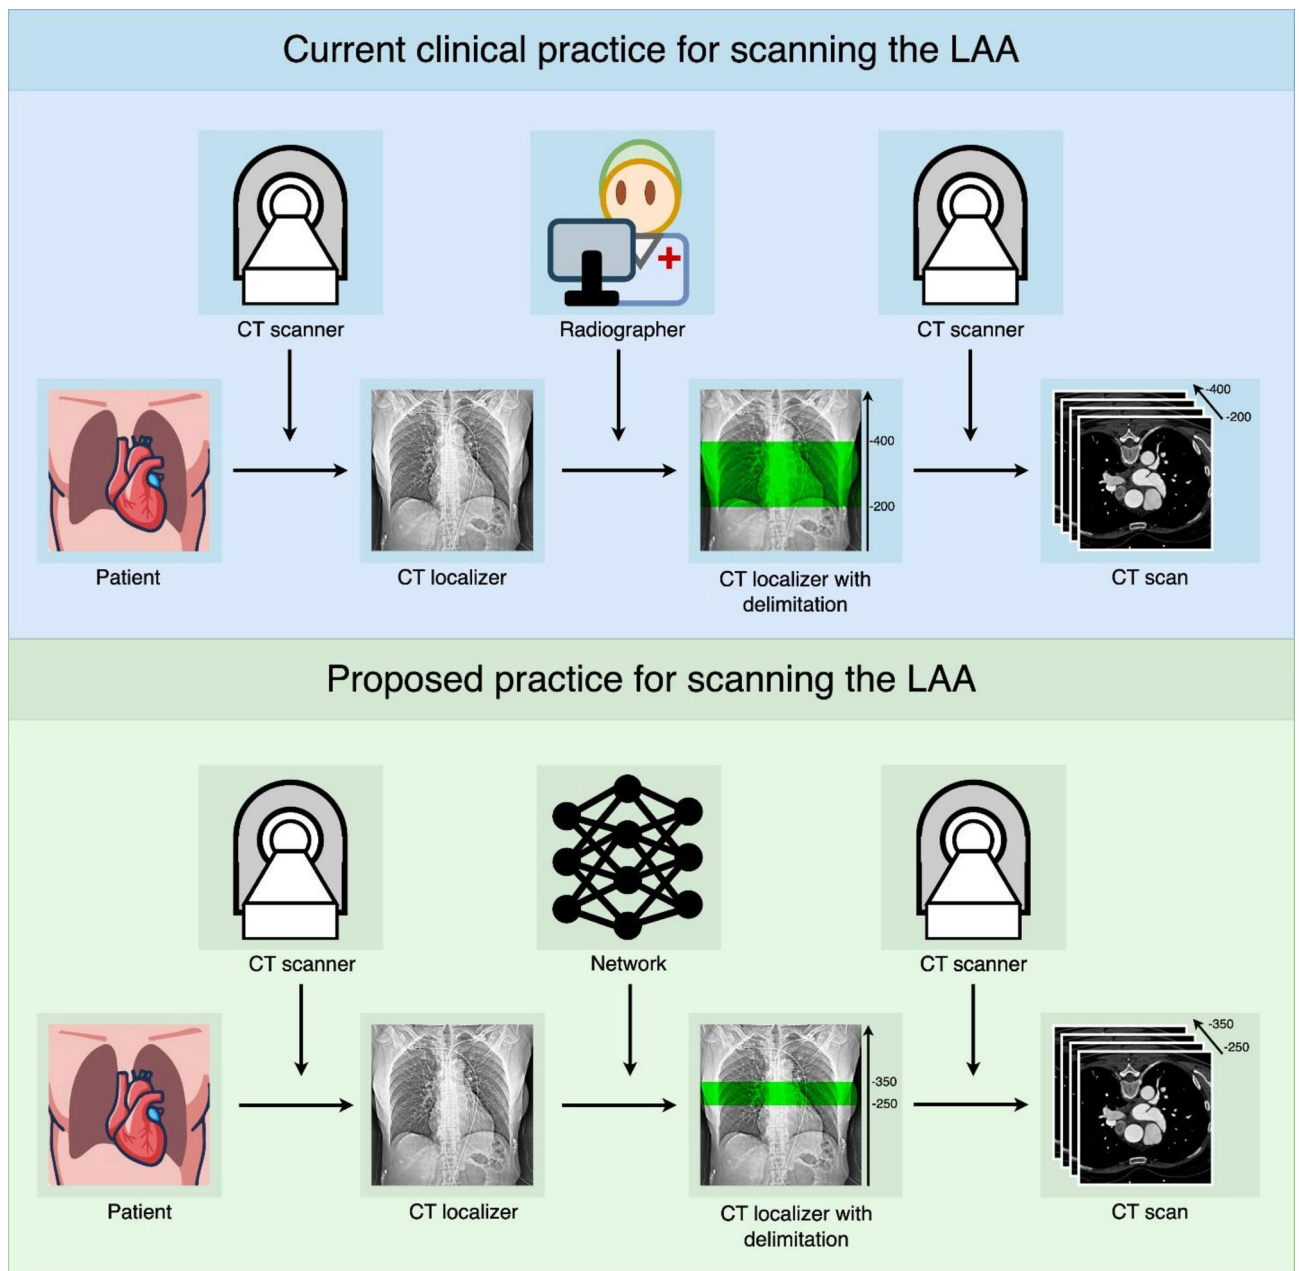 Current clinical practice for scanning the LAA
CT scanner
Radiographer
CT scanner
-400
-200
-400
-200
Patient
CT localizer
CT localizer with
delimitation
CT scan
Proposed practice for scanning the LAA
CT scanner
Network
CT scanner
-350
-250
-350
-250
Patient
CT localizer
CT localizer with
delimitation
CT scan